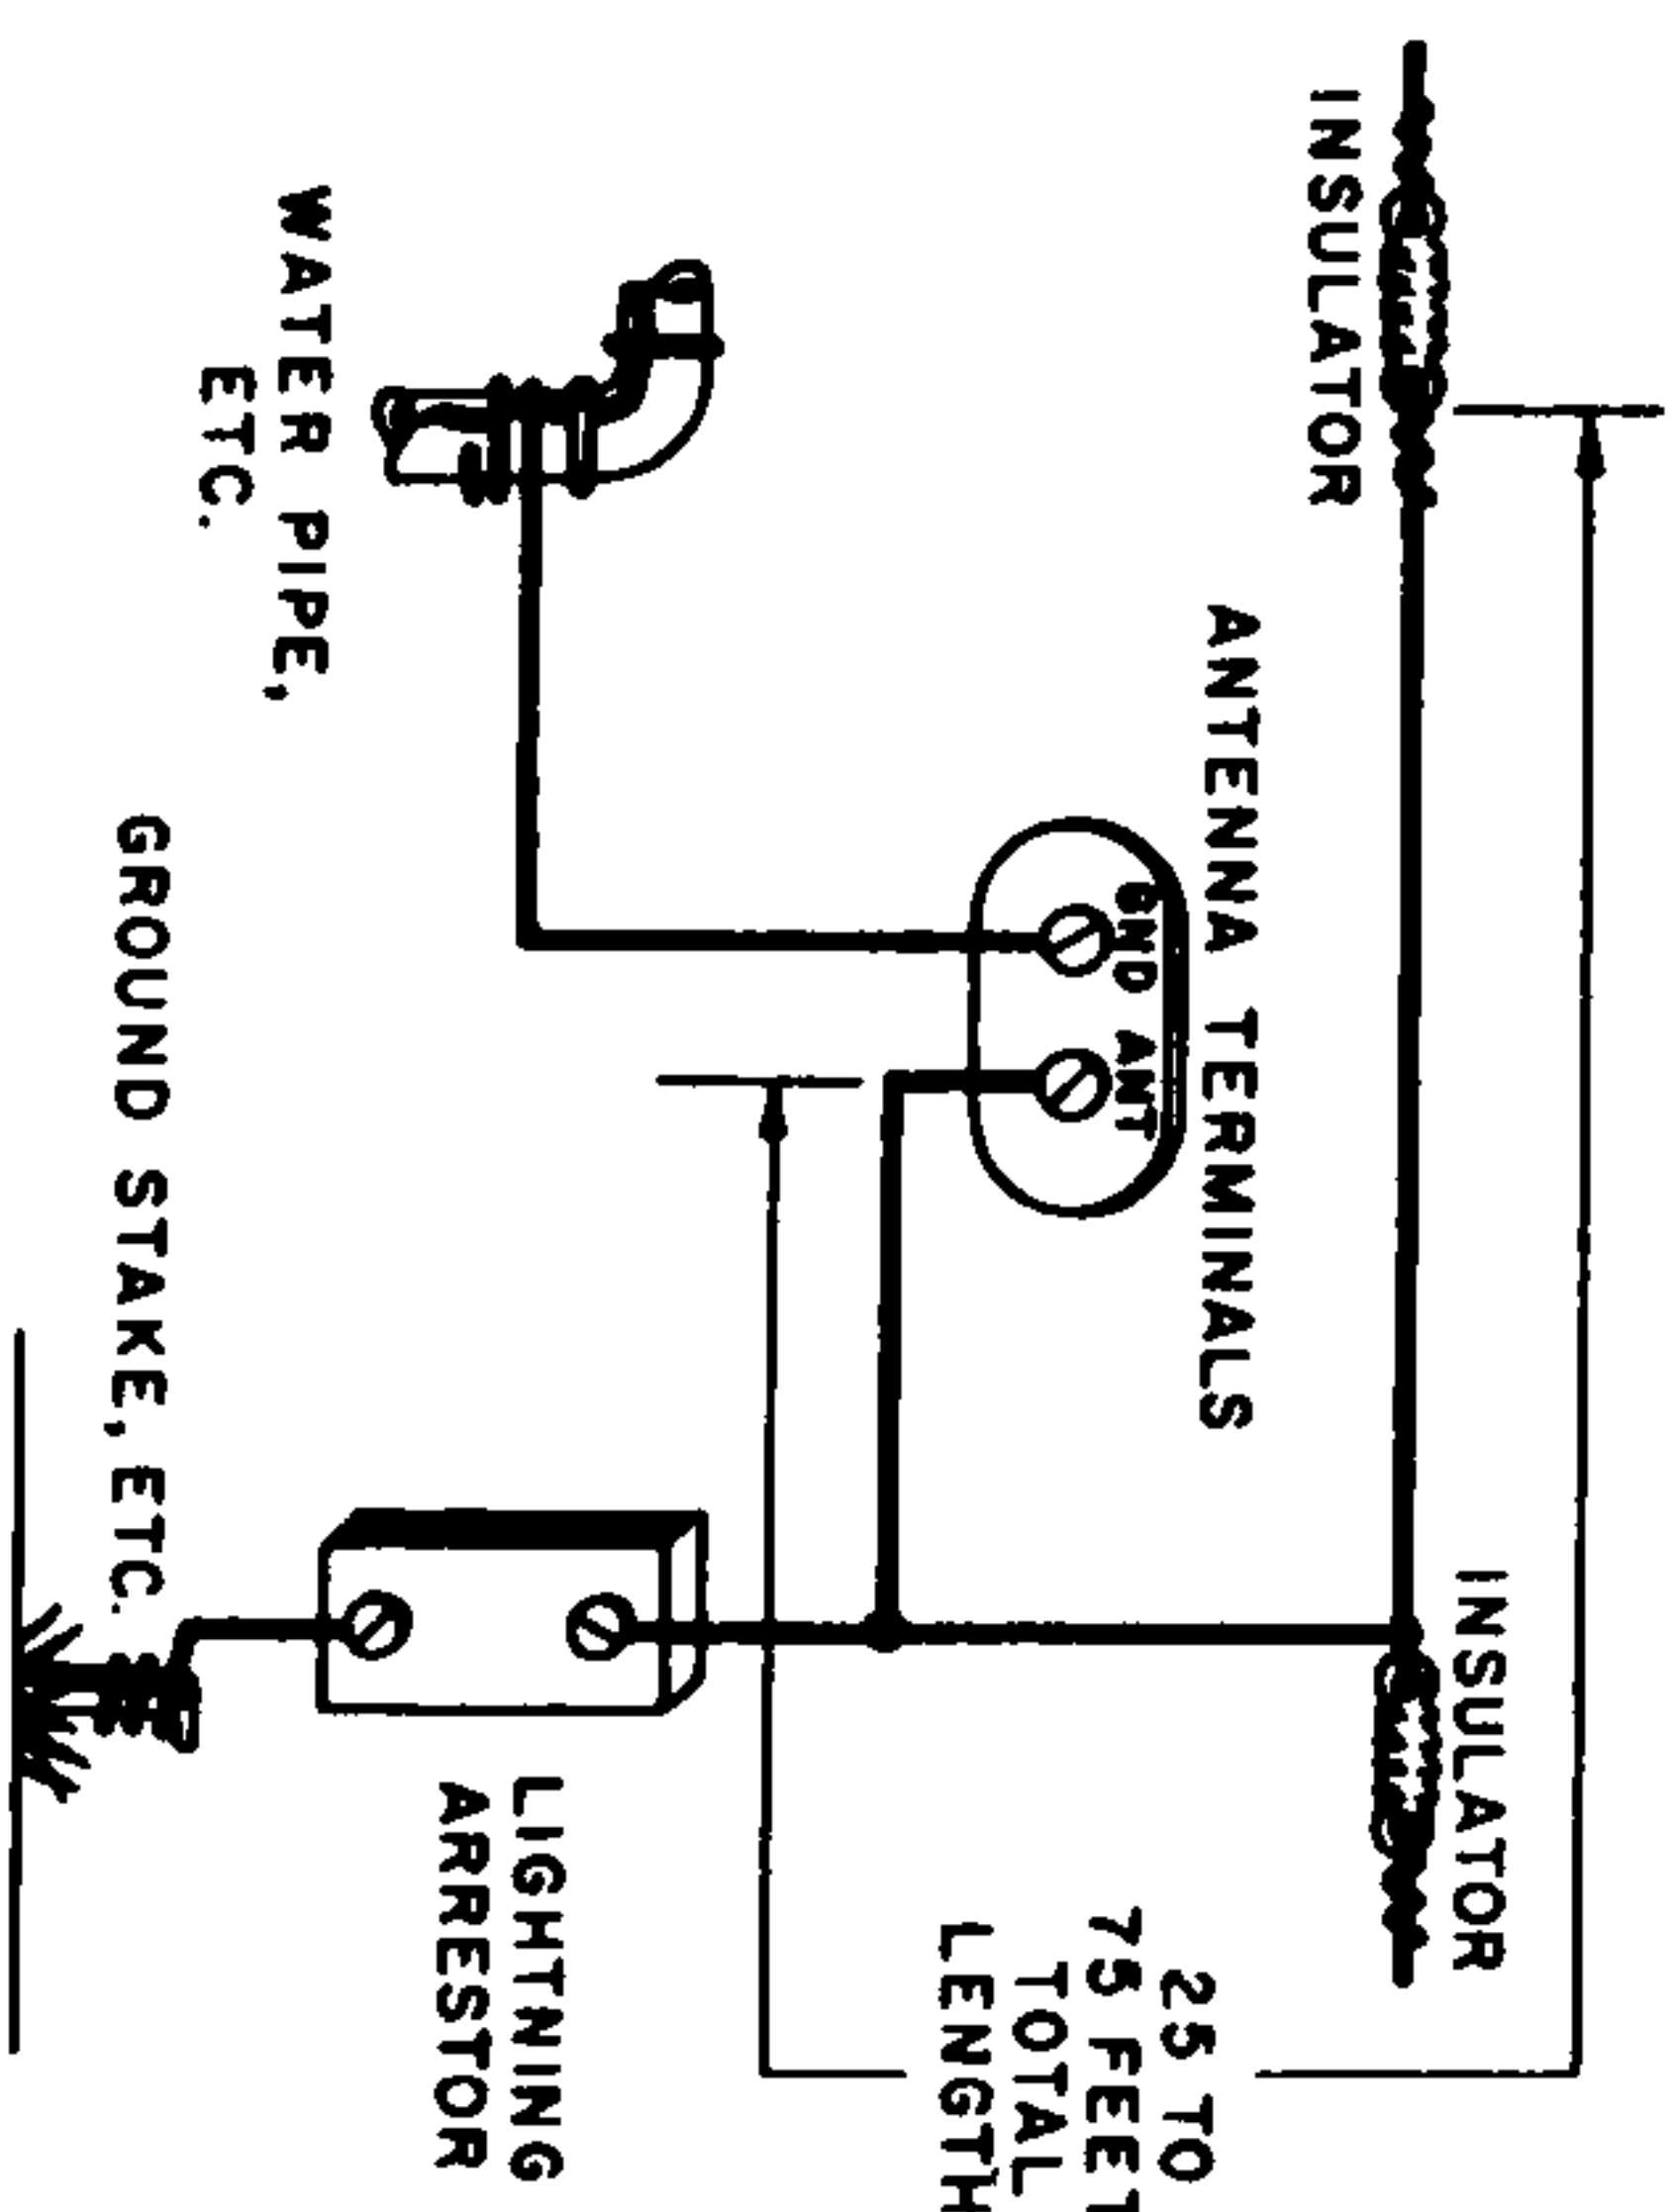 INSULATOR
INSULATOR
25 TO
75 FEET
TOTAL
LENGTH
ANTENNA TERMINALS
GND ANT
WATER PIPE,
ETC.
LIGHTNING
ARRESTOR
GROUND STAKE, ETC.